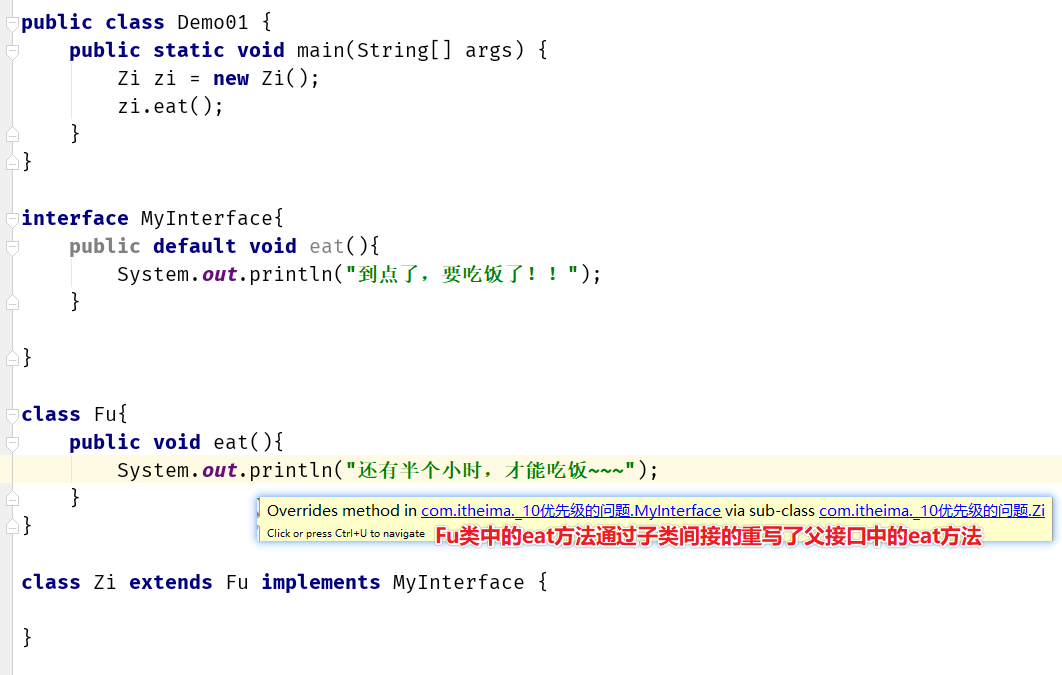 public class Demo01 {
public static void main(String[] args) {
Zi zi = new Zi();
zi.eat();
}
}
interface MyInterface{
public default void eat(){
System.out.println("到点了，要吃饭了！！");
}
}
class Fu{
public void eat(){
System.out.println("还有半个小时，才能吃饭~~~");
}
Overrides method in com.itheima._10优先级的问题.MyInterface via sub-class com.itheima._10优先级的问题.Zi
}
Click or press Ctrl+U to navigate Fu类中的eat方法通过子类间接的重写了父接口中的eat方法
class Zi extends Fu implements MyInterface {
}